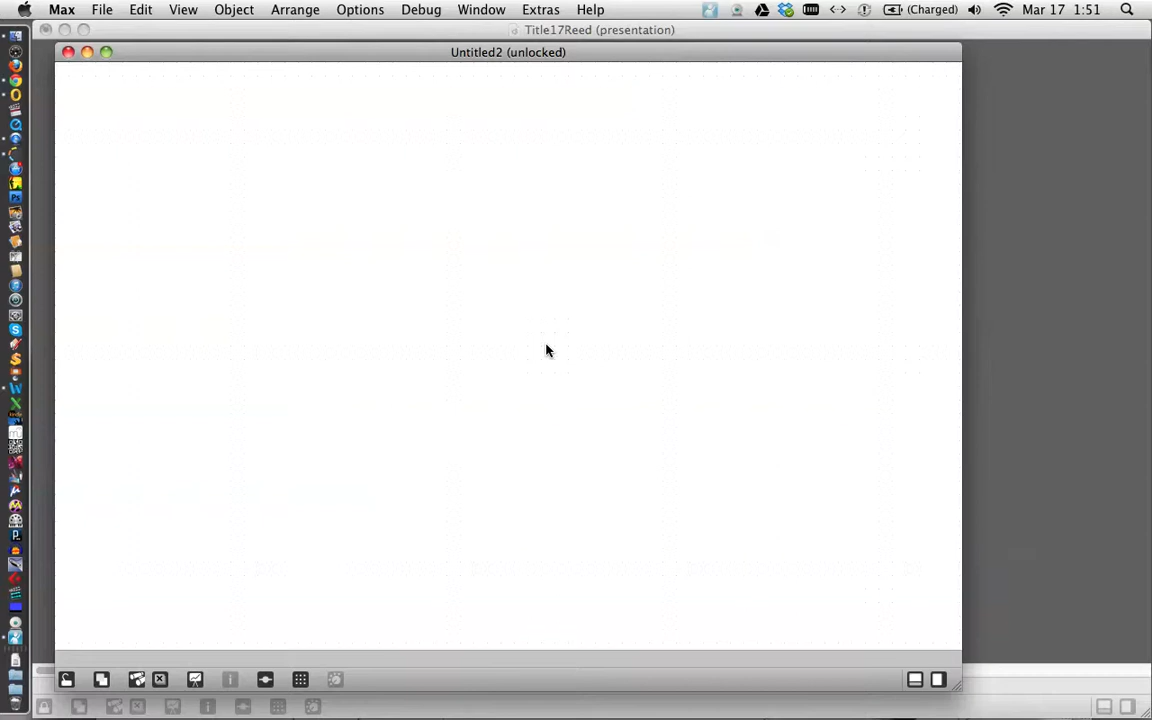 Max File Edit View Object Arrange Options Debug Window Extras Help (Charged) Mar 17 1:51
Title17Reed (presentation)
Untitled2 (unlocked)